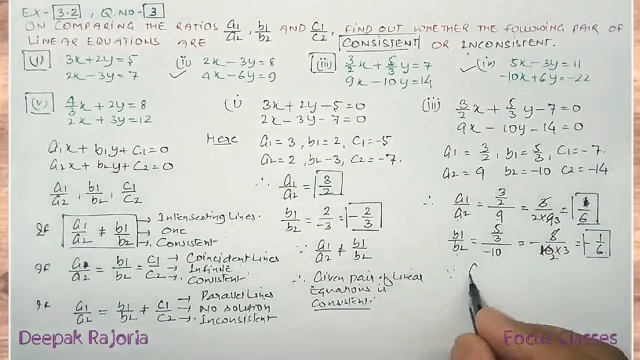 EX-3.2, Q.NO-3
ON COMPARING THE RATIOS a1/a2, b1/b2, AND c1/c2, FIND OUT WHETHER THE FOLLOWING PAIR OF
LINEAR EQUATIONS ARE CONSISTENT OR INCONSISTENT.
(i) 3x+2y=5
2x-3y=7
(ii) 2x-3y=8
4x-6y=9
(iii) 3/2x+5/3y=7
9x-10y=14
(iv) 5x-3y=11
-10x+6y=-22
(v) 4/3x+2y=8
2x+3y=12
a1x+b1y+c1=0
a2x+b2y+c2=0
a1/a2, b1/b2, c1/c2
If a1/a2 ≠ b1/b2 → Intersecting Lines.
→ One
→ Consistent
If a1/a2 = b1/b2 = c1/c2 → Coincident Lines
→ Infinite
→ Consistent
If a1/a2 = b1/b2 ≠ c1/c2 → Parallel Lines
→ No solution
→ Inconsistent
(i) 3x+2y-5=0
2x-3y-7=0
Here a1=3, b1=2, c1=-5
a2=2, b2-3, c2=-7
∴ a1/a2 = 3/2
b1/b2 = 2/-3 = -2/3
∵ a1/a2 ≠ b1/b2
∴ Given pair of Linear
Equations is
Consistent.
(iii) 3/2x+5/3y-7=0
9x-10y-14=0
a1=3/2, b1=5/3, c1=-7
a2=9 b2=-10 c2=-14
∴ a1/a2 = 3/2/9 = 3/2×9 = 1/6
b1/b2 = 5/3/-10 = -5/10×3 = -1/6
∵
Deepak Rajoria
Focus Classes